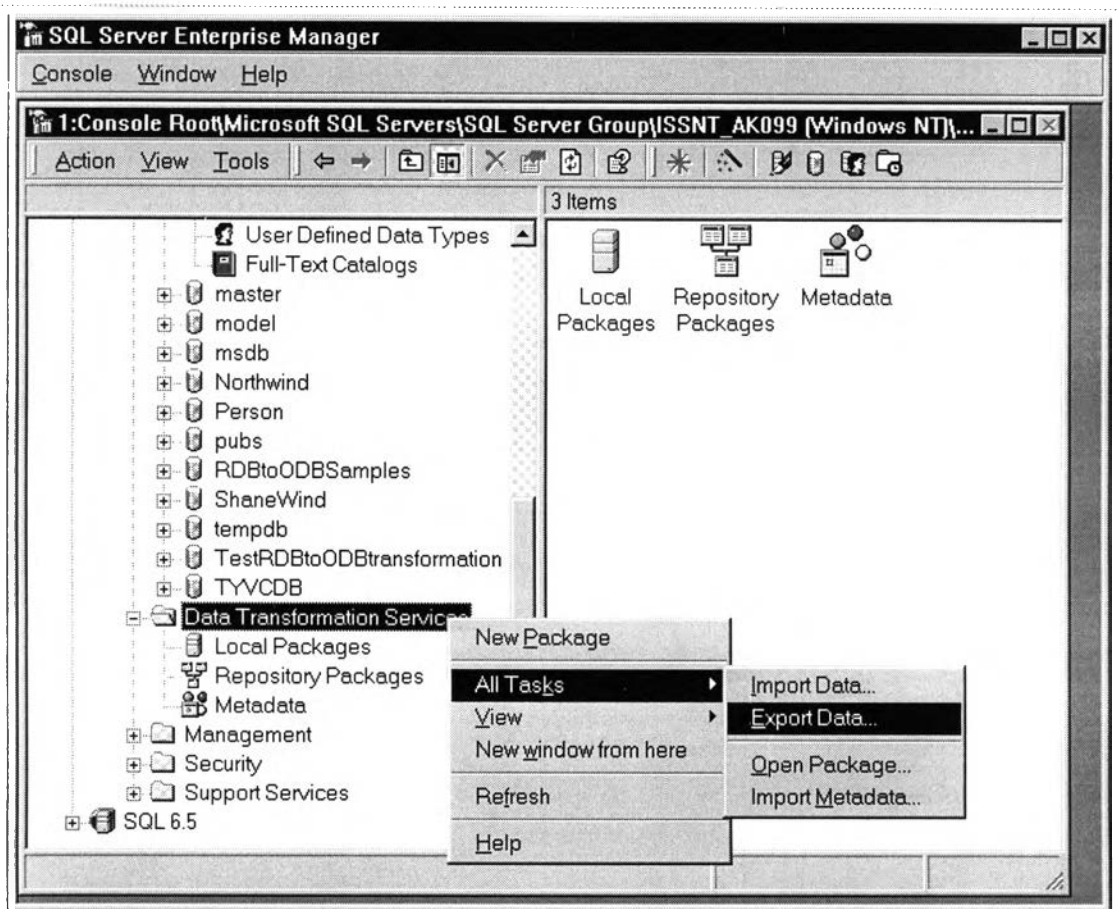 SQL Server Enterprise Manager
Console Window Help
1:Console Root\Microsoft SQL Servers\SQL Server Group\ISSNT_AK099 (Windows NT)\...
Action View Tools
3 Items
User Defined Data Types
Full-Text Catalogs
master
model
msdb
Northwind
Person
pubs
RDBtoODBSamples
ShaneWind
tempdb
TestRDBtoODBtransformation
TYVCDB
Data Transformation Services
Local Packages
Repository Packages
Metadata
Management
Security
Support Services
SQL 6.5
Local Packages
Repository Packages
Metadata
New Package
All Tasks
View
New window from here
Refresh
Help
Import Data...
Export Data...
Open Package...
Import Metadata...